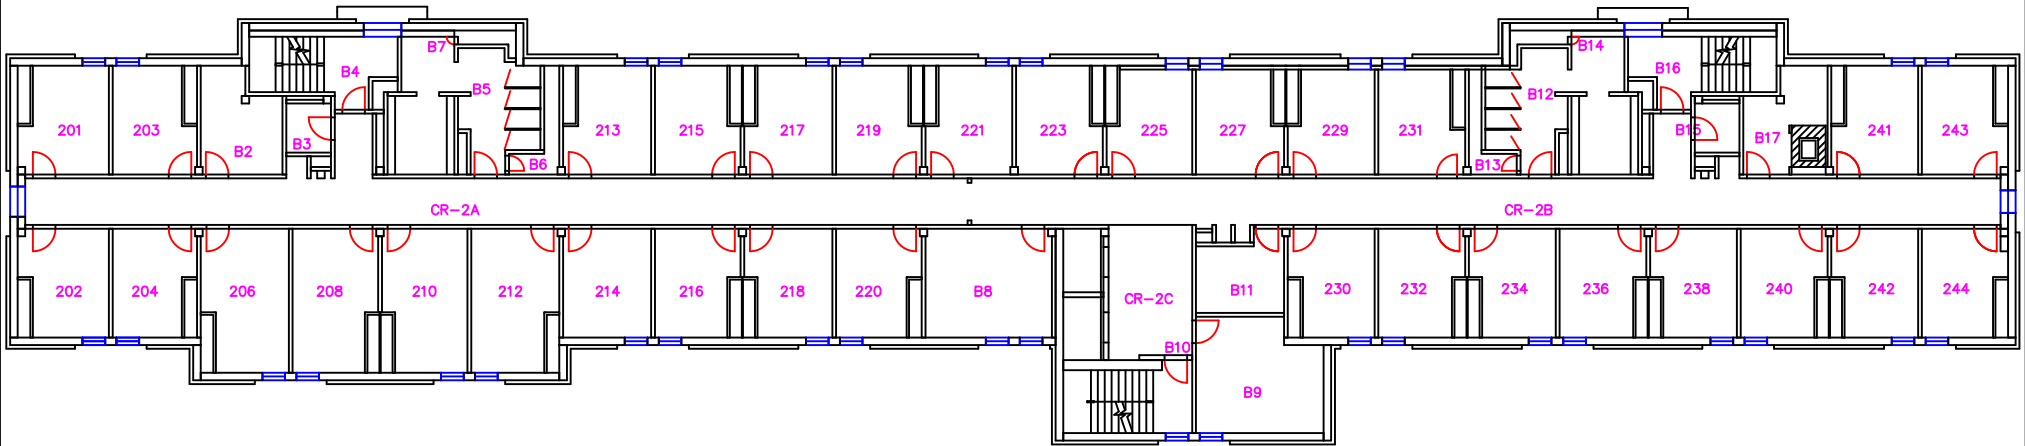 B7 B14
B4 B16
B5 B12
201 203 213 215 217 219 221 223 225 227 229 231 B15 B17 241 243
B3 B2 B6 B13
CR-2A CR-2B
202 204 206 208 210 212 214 216 218 220 B8 CR-2C B11 230 232 234 236 238 240 242 244
B10
B9